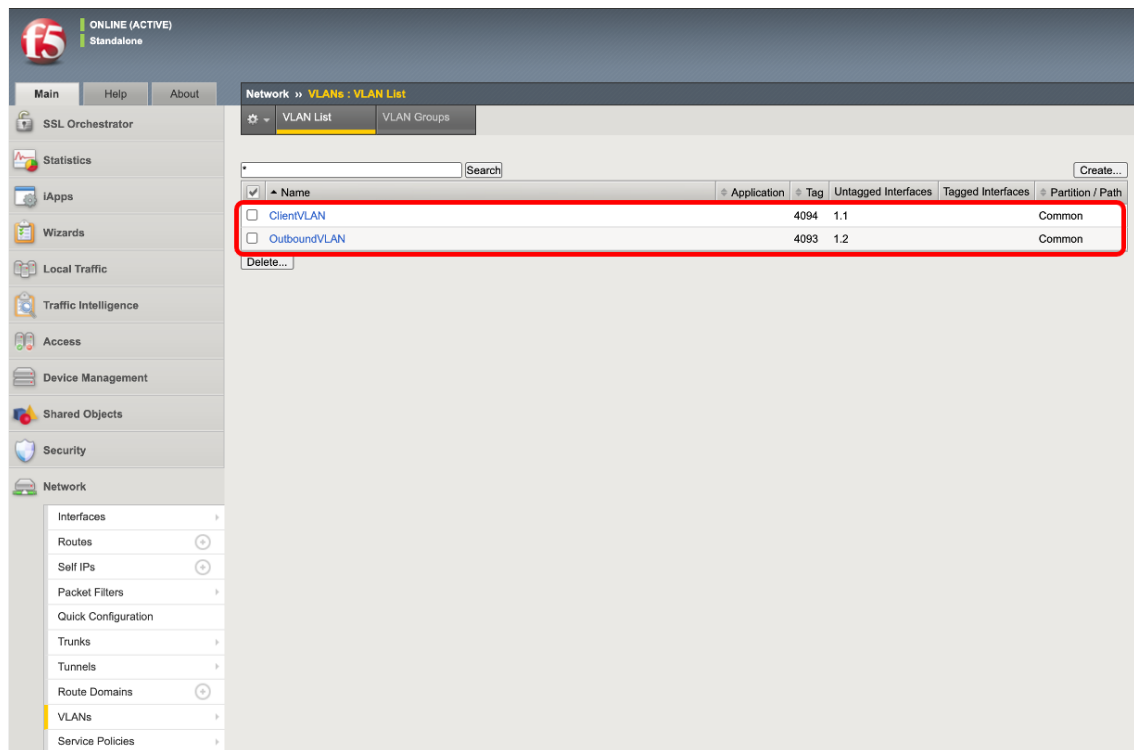 f5
ONLINE (ACTIVE)
Standalone
Main Help About
Network ›› VLANs : VLAN List
VLAN List VLAN Groups
SSL Orchestrator
Statistics
iApps
Wizards
Local Traffic
Traffic Intelligence
Access
Device Management
Shared Objects
Security
Network
Interfaces
Routes
Self IPs
Packet Filters
Quick Configuration
Trunks
Tunnels
Route Domains
VLANs
Service Policies
* Search Create...
Name Application Tag Untagged Interfaces Tagged Interfaces Partition / Path
ClientVLAN 4094 1.1 Common
OutboundVLAN 4093 1.2 Common
Delete...